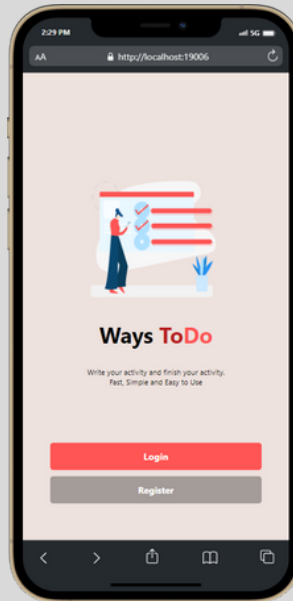 2:29 PM
5G
AA
http://localhost:19006
Ways ToDo
Write your activity and finish your activity.
Fast, Simple and Easy to Use
Login
Register